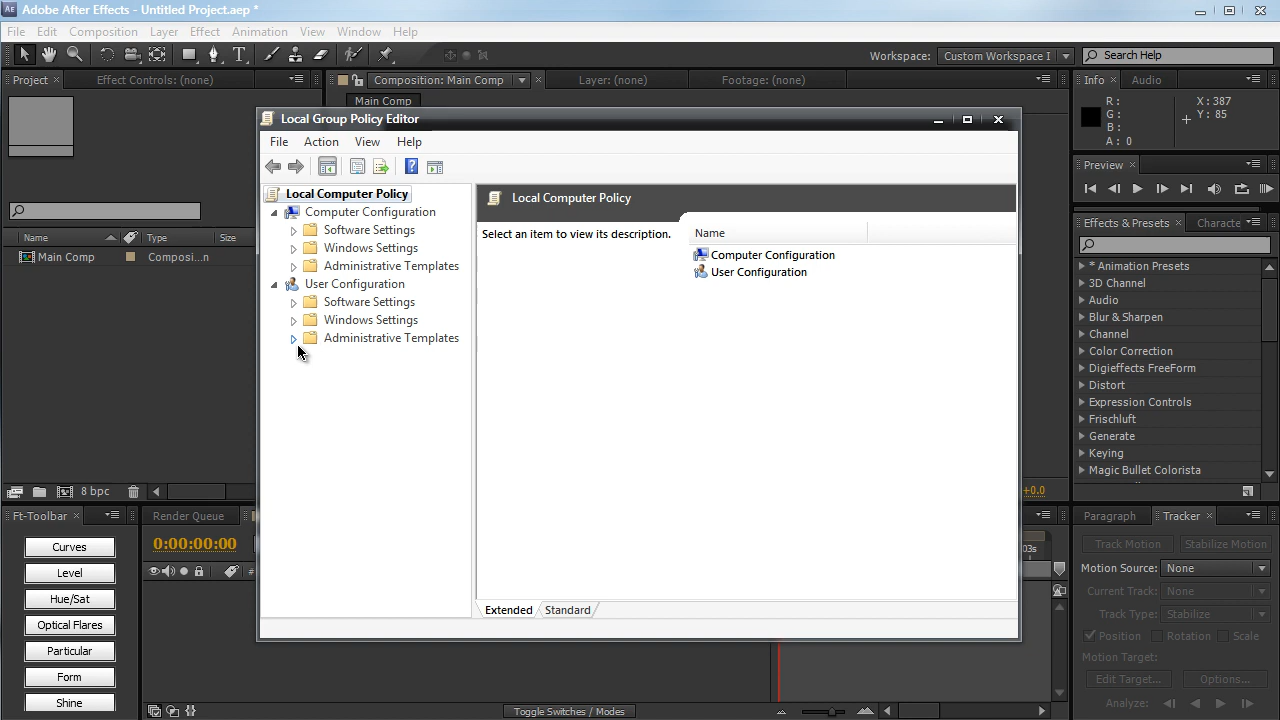 Adobe After Effects - Untitled Project.aep *
File Edit Composition Layer Effect Animation View Window Help
Workspace: Custom Workspace I Search Help
Project Effect Controls: (none) Composition: Main Comp Layer: (none) Footage: (none) Info Audio
Main Comp
R: X: 387
G: Y: 85
B:
A: 0
Local Group Policy Editor
File Action View Help
Preview
Local Computer Policy
Computer Configuration
Software Settings
Windows Settings
Administrative Templates
User Configuration
Software Settings
Windows Settings
Administrative Templates
Local Computer Policy
Select an item to view its description.
Name
Computer Configuration
User Configuration
Extended Standard
Name Type Size
Main Comp Composi...n
8 bpc
+0.0
Effects & Presets Characte
* Animation Presets
3D Channel
Audio
Blur & Sharpen
Channel
Color Correction
Digieffects FreeForm
Distort
Expression Controls
Frischluft
Generate
Keying
Magic Bullet Colorista
Ft-Toolbar
Curves
Level
Hue/Sat
Optical Flares
Particular
Form
Shine
Render Queue
0:00:00:00
#
03s
Toggle Switches / Modes
Paragraph Tracker
Track Motion Stabilize Motion
Motion Source: None
Current Track: None
Track Type: Stabilize
Position Rotation Scale
Motion Target:
Edit Target... Options...
Analyze: